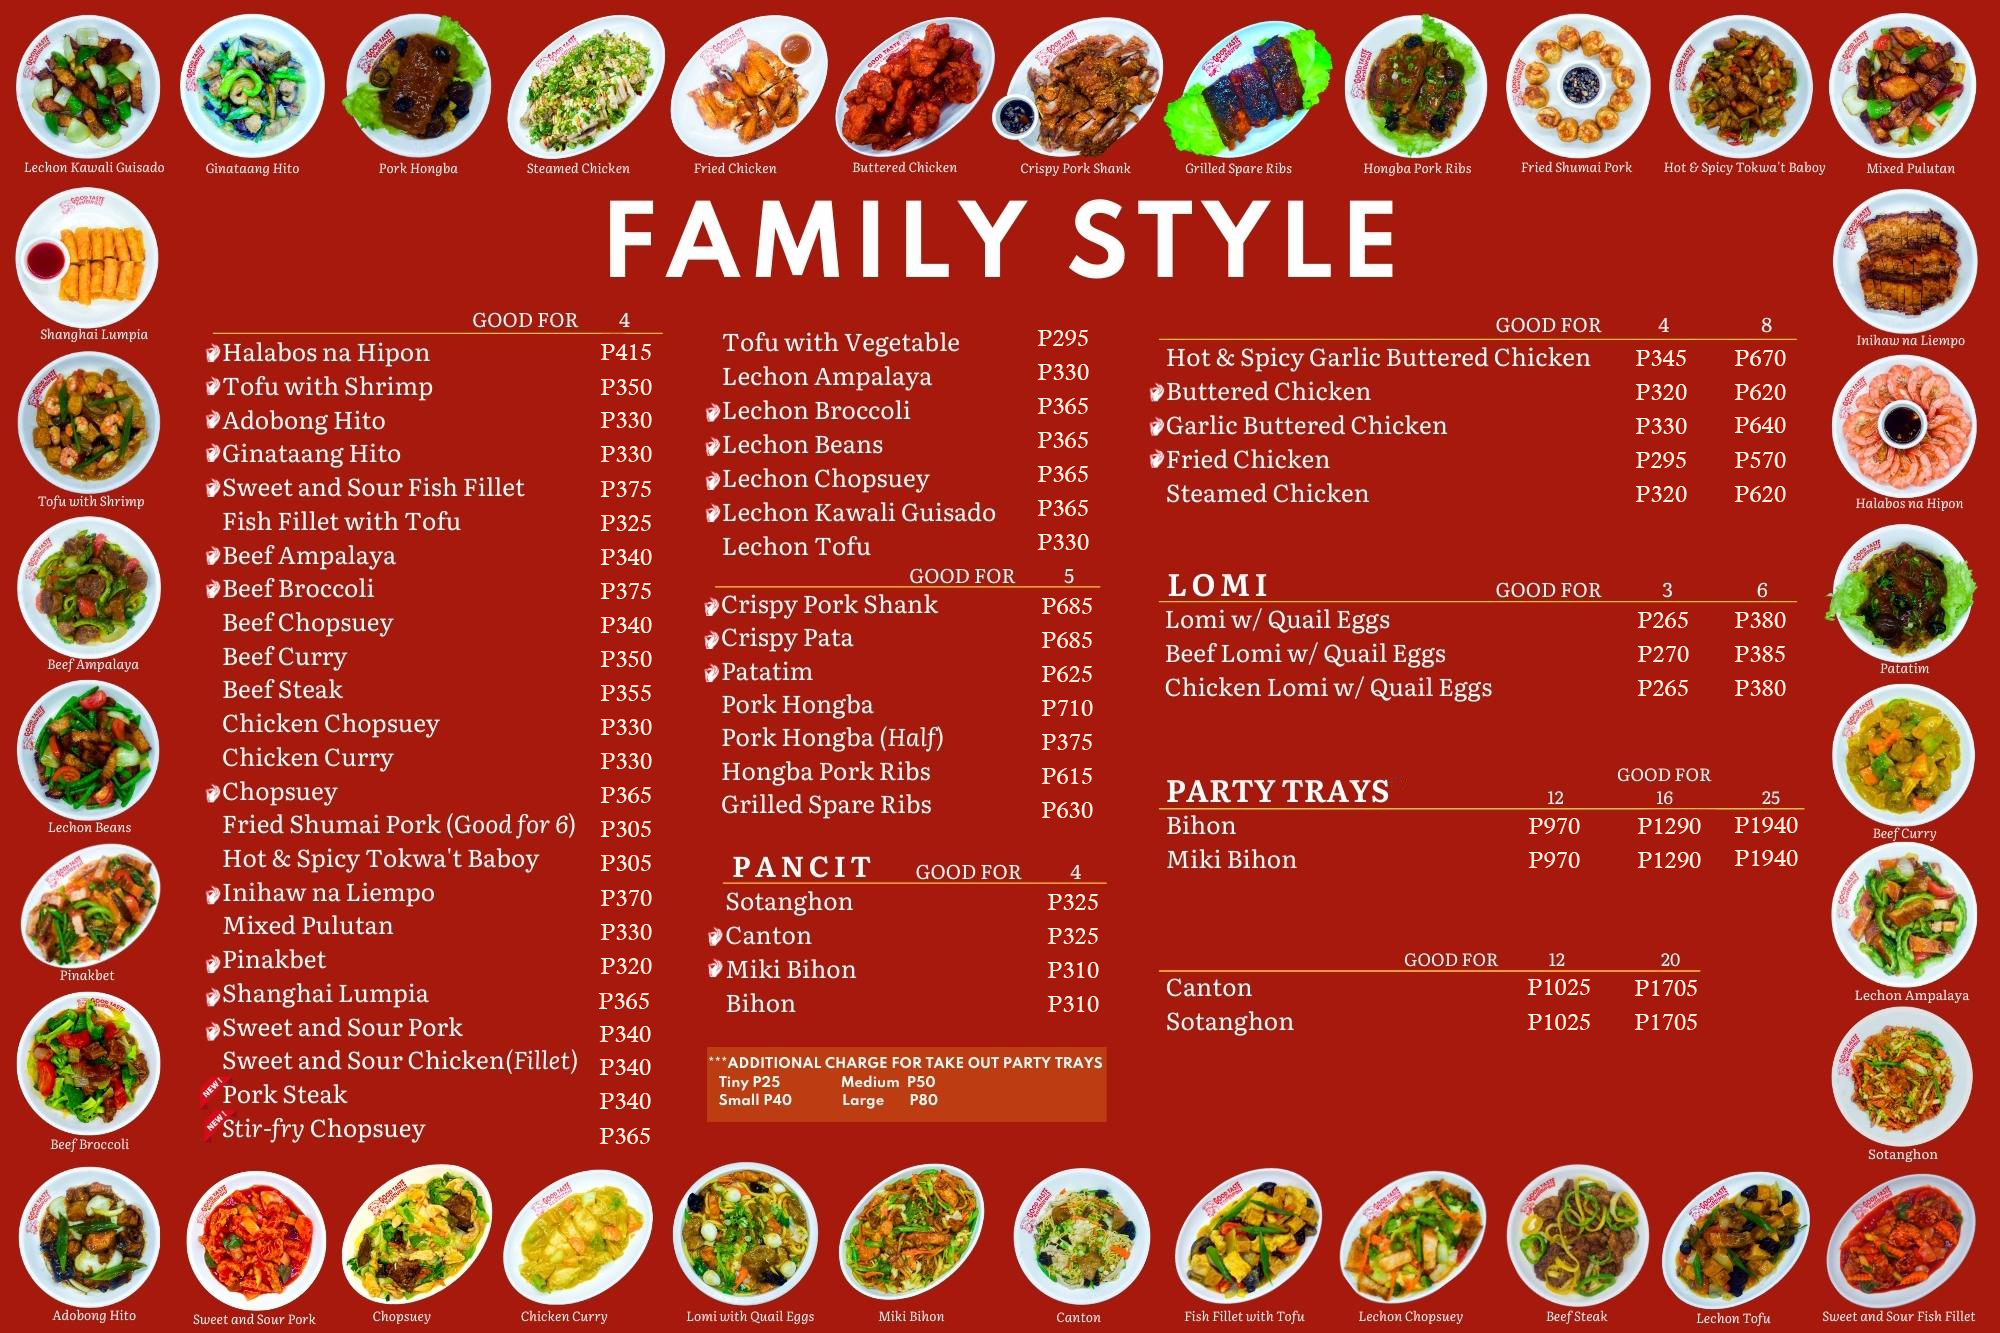 Lechon Kawali Guisado
Ginataang Hito
Pork Hongba
Steamed Chicken
Fried Chicken
Buttered Chicken
Crispy Pork Shank
Grilled Spare Ribs
Hongba Pork Ribs
Fried Shumai Pork
Hot & Spicy Tokwa't Baboy
Mixed Pulutan
FAMILY STYLE
Shanghai Lumpia
Tofu with Shrimp
Beef Ampalaya
Lechon Beans
Pinakbet
Beef Broccoli
GOOD FOR 4
Halabos na Hipon P415
Tofu with Shrimp P350
Adobong Hito P330
Ginataang Hito P330
Sweet and Sour Fish Fillet P375
Fish Fillet with Tofu P325
Beef Ampalaya P340
Beef Broccoli P375
Beef Chopsuey P340
Beef Curry P350
Beef Steak P355
Chicken Chopsuey P330
Chicken Curry P330
Chopsuey P365
Fried Shumai Pork (Good for 6) P305
Hot & Spicy Tokwa't Baboy P305
Inihaw na Liempo P370
Mixed Pulutan P330
Pinakbet P320
Shanghai Lumpia P365
Sweet and Sour Pork P340
Sweet and Sour Chicken(Fillet) P340
NEW! Pork Steak P340
NEW! Stir-fry Chopsuey P365
Tofu with Vegetable P295
Lechon Ampalaya P330
Lechon Broccoli P365
Lechon Beans P365
Lechon Chopsuey P365
Lechon Kawali Guisado P365
Lechon Tofu P330
GOOD FOR 5
Crispy Pork Shank P685
Crispy Pata P685
Patatim P625
Pork Hongba P710
Pork Hongba (Half) P375
Hongba Pork Ribs P615
Grilled Spare Ribs P630
PANCIT GOOD FOR 4
Sotanghon P325
Canton P325
Miki Bihon P310
Bihon P310
***ADDITIONAL CHARGE FOR TAKE OUT PARTY TRAYS
Tiny P25 Medium P50
Small P40 Large P80
GOOD FOR 4 8
Hot & Spicy Garlic Buttered Chicken P345 P670
Buttered Chicken P320 P620
Garlic Buttered Chicken P330 P640
Fried Chicken P295 P570
Steamed Chicken P320 P620
LOMI GOOD FOR 3 6
Lomi w/ Quail Eggs P265 P380
Beef Lomi w/ Quail Eggs P270 P385
Chicken Lomi w/ Quail Eggs P265 P380
GOOD FOR
PARTY TRAYS 12 16 25
Bihon P970 P1290 P1940
Miki Bihon P970 P1290 P1940
GOOD FOR 12 20
Canton P1025 P1705
Sotanghon P1025 P1705
Inihaw na Liempo
Halabos na Hipon
Patatim
Beef Curry
Lechon Ampalaya
Sotanghon
Adobong Hito
Sweet and Sour Pork
Chopsuey
Chicken Curry
Lomi with Quail Eggs
Miki Bihon
Canton
Fish Fillet with Tofu
Lechon Chopsuey
Beef Steak
Lechon Tofu
Sweet and Sour Fish Fillet